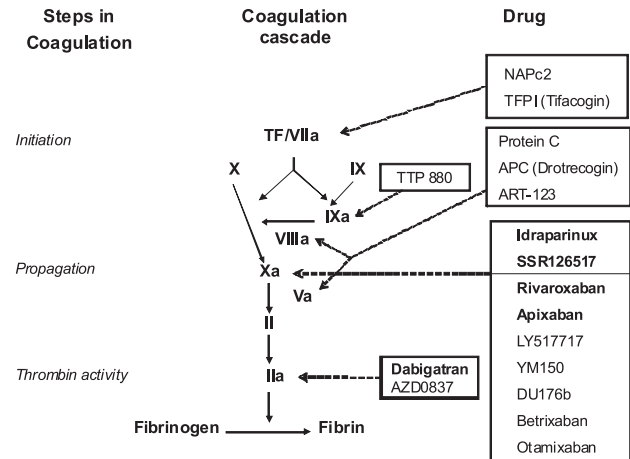 Steps in
Coagulation
Coagulation
cascade
Drug
NAPc2
TFPI (Tifacogin)
Initiation
TF/VIIa
Protein C
APC (Drotrecogin)
ART-123
X
IX
TTP 880
IXa
VIIIa
Propagation
Xa
Va
Idraparinux
SSR126517
Rivaroxaban
Apixaban
LY517717
YM150
DU176b
Betrixaban
Otamixaban
II
Thrombin activity
IIa
Dabigatran
AZD0837
Fibrinogen
Fibrin